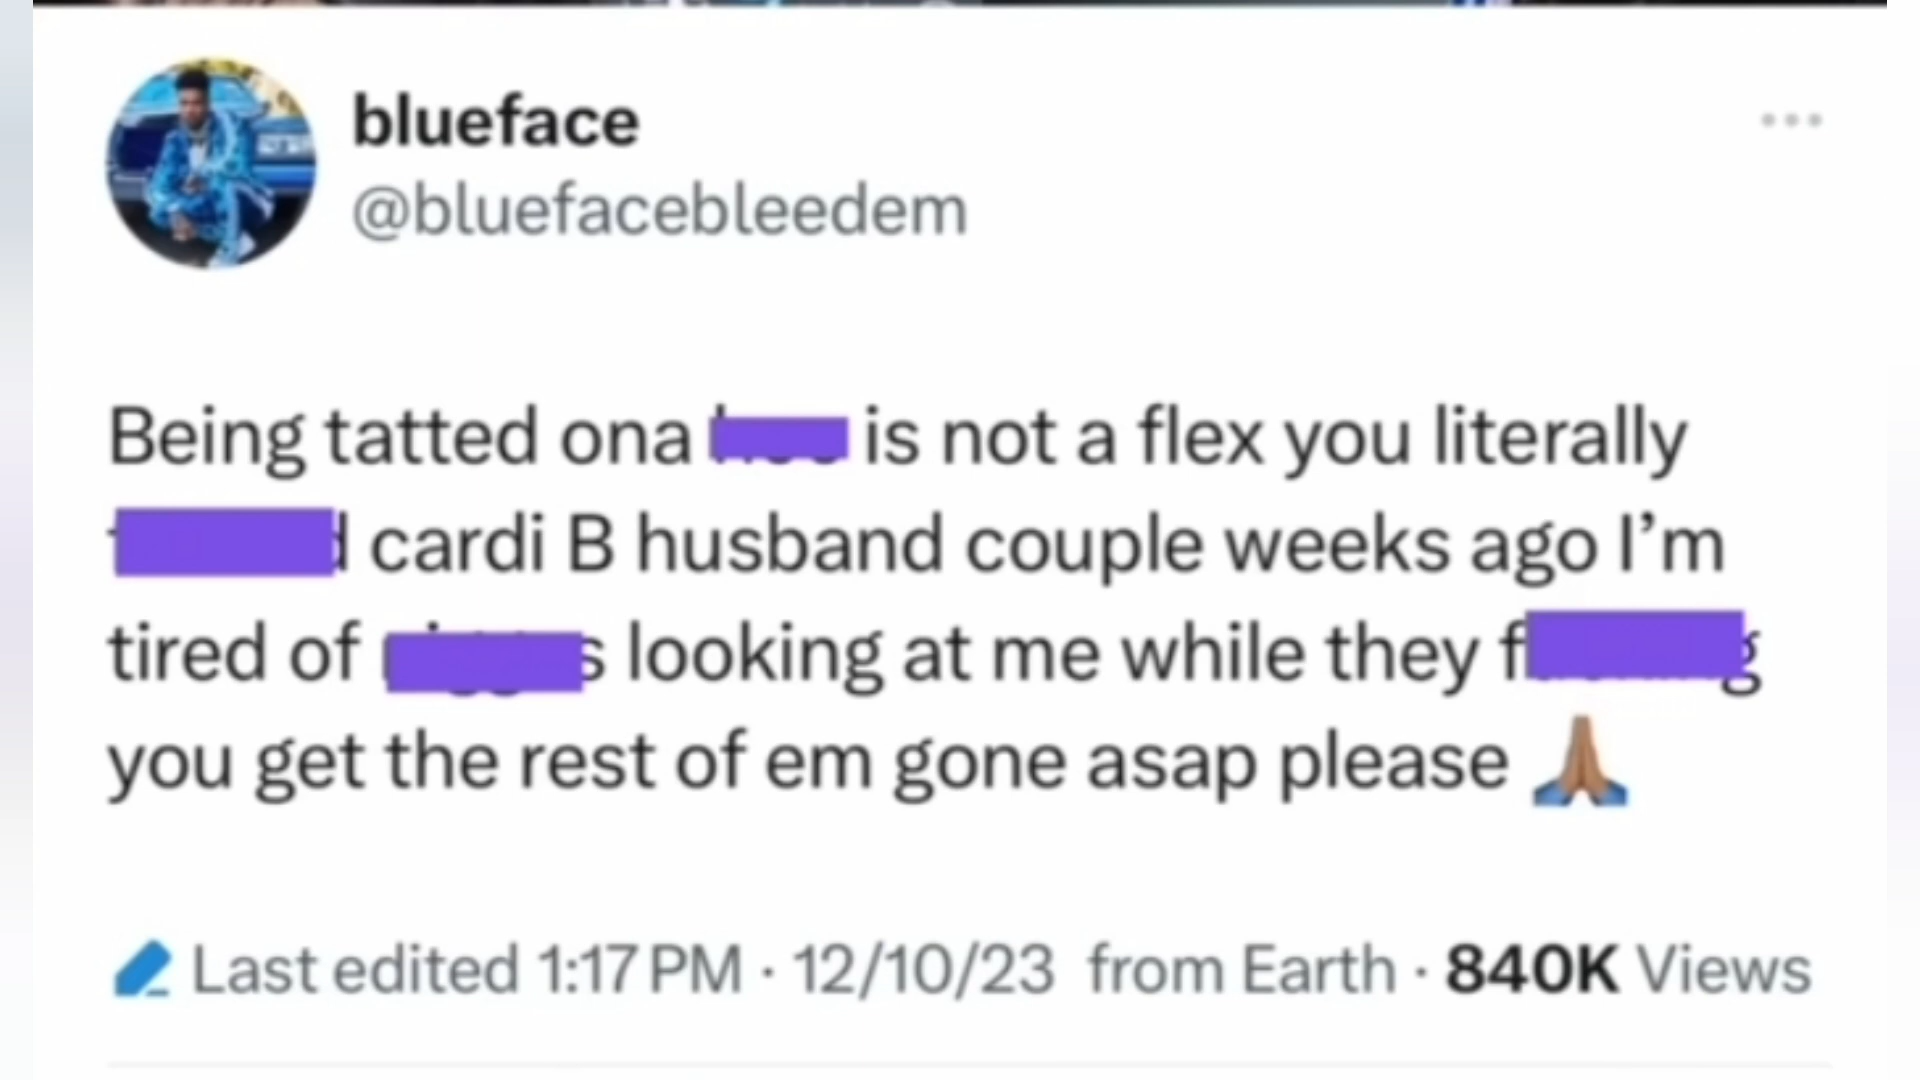 blueface
@bluefacebleedem
Being tatted ona is not a flex you literally
cardi B husband couple weeks ago I’m
tired of looking at me while they
you get the rest of em gone asap please 🙏🏽
Last edited 1:17 PM · 12/10/23 from Earth · 840K Views